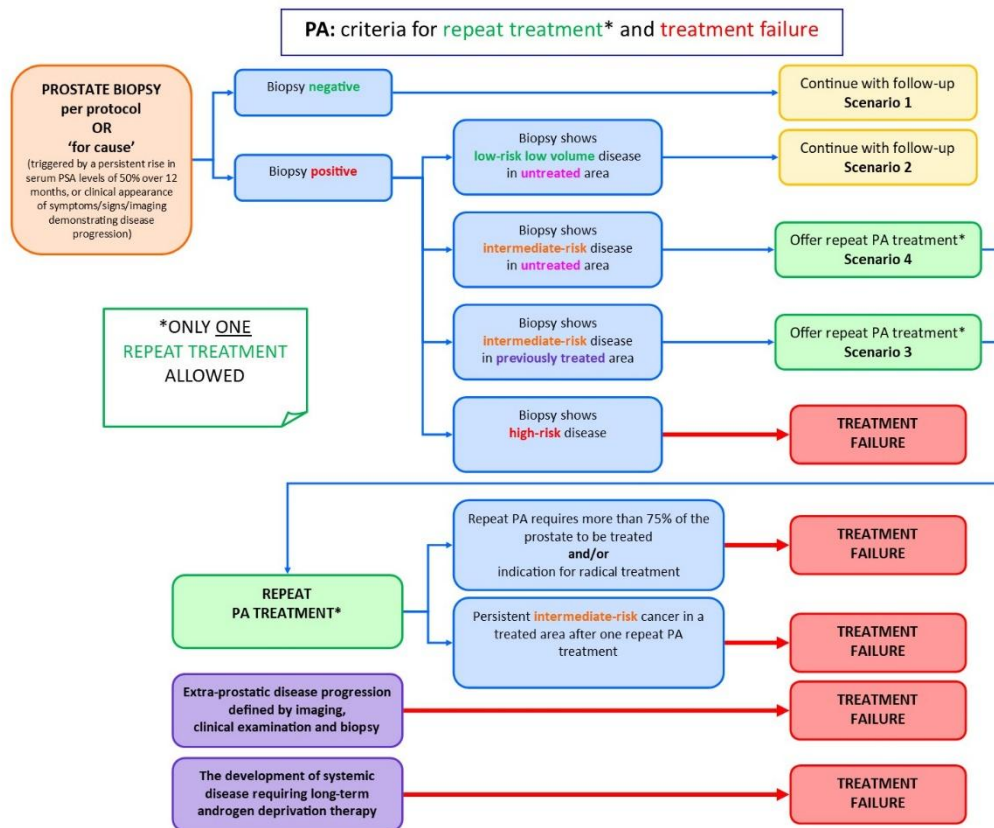 PA: criteria for repeat treatment* and treatment failure
PROSTATE BIOPSY
per protocol
OR
‘for cause’
(triggered by a persistent rise in
serum PSA levels of 50% over 12
months, or clinical appearance
of symptoms/signs/imaging
demonstrating disease
progression)
Biopsy negative
Continue with follow-up
Scenario 1
Biopsy positive
Biopsy shows
low-risk low volume disease
in untreated area
Continue with follow-up
Scenario 2
Biopsy shows
intermediate-risk disease
in untreated area
Offer repeat PA treatment*
Scenario 4
Biopsy shows
intermediate-risk disease
in previously treated area
Offer repeat PA treatment*
Scenario 3
Biopsy shows
high-risk disease
TREATMENT
FAILURE
*ONLY ONE
REPEAT TREATMENT
ALLOWED
REPEAT
PA TREATMENT*
Repeat PA requires more than 75% of the
prostate to be treated
and/or
indication for radical treatment
TREATMENT
FAILURE
Persistent intermediate-risk cancer in a
treated area after one repeat PA
treatment
TREATMENT
FAILURE
Extra-prostatic disease progression
defined by imaging,
clinical examination and biopsy
TREATMENT
FAILURE
The development of systemic
disease requiring long-term
androgen deprivation therapy
TREATMENT
FAILURE